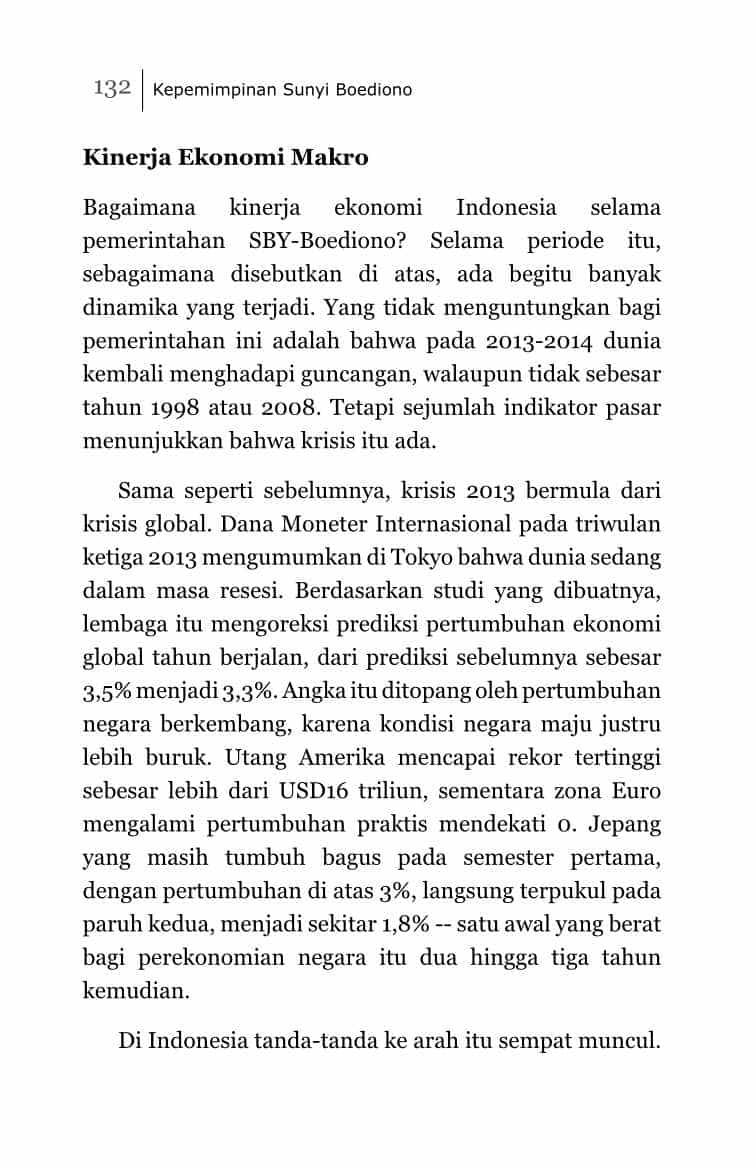 132
Kepemimpinan Sunyi Boediono
Kinerja Ekonomi Makro
Bagaimana kinerja ekonomi Indonesia selama
pemerintahan SBY-Boediono? Selama periode itu,
sebagaimana disebutkan di atas, ada begitu banyak
dinamika yang terjadi. Yang tidak menguntungkan bagi
pemerintahan ini adalah bahwa pada 2013-2014 dunia
kembali menghadapi guncangan, walaupun tidak sebesar
tahun 1998 atau 2008. Tetapi sejumlah indikator pasar
menunjukkan bahwa krisis itu ada.
Sama seperti sebelumnya, krisis 2013 bermula dari
krisis global. Dana Moneter Internasional pada triwulan
ketiga 2013 mengumumkan di Tokyo bahwa dunia sedang
dalam masa resesi. Berdasarkan studi yang dibuatnya,
lembaga itu mengoreksi prediksi pertumbuhan ekonomi
global tahun berjalan, dari prediksi sebelumnya sebesar
3,5% menjadi 3,3%. Angka itu ditopang oleh pertumbuhan
negara berkembang, karena kondisi negara maju justru
lebih buruk. Utang Amerika mencapai rekor tertinggi
sebesar lebih dari USD16 triliun, sementara zona Euro
mengalami pertumbuhan praktis mendekati 0. Jepang
yang masih tumbuh bagus pada semester pertama,
dengan pertumbuhan di atas 3%, langsung terpukul pada
paruh kedua, menjadi sekitar 1,8% -- satu awal yang berat
bagi perekonomian negara itu dua hingga tiga tahun
kemudian.
Di Indonesia tanda-tanda ke arah itu sempat muncul.